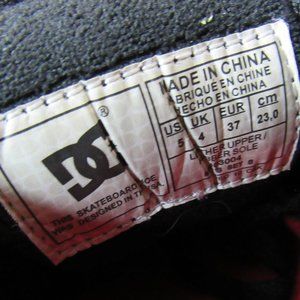 DC
®
THIS SKATEBOARD SHOE
WAS DESIGNED IN THE USA.
MADE IN CHINA
FABRIQUE EN CHINE
HECHO EN CHINA
US UK EUR cm
5 4 37 23.0
UPPER/
SOLE